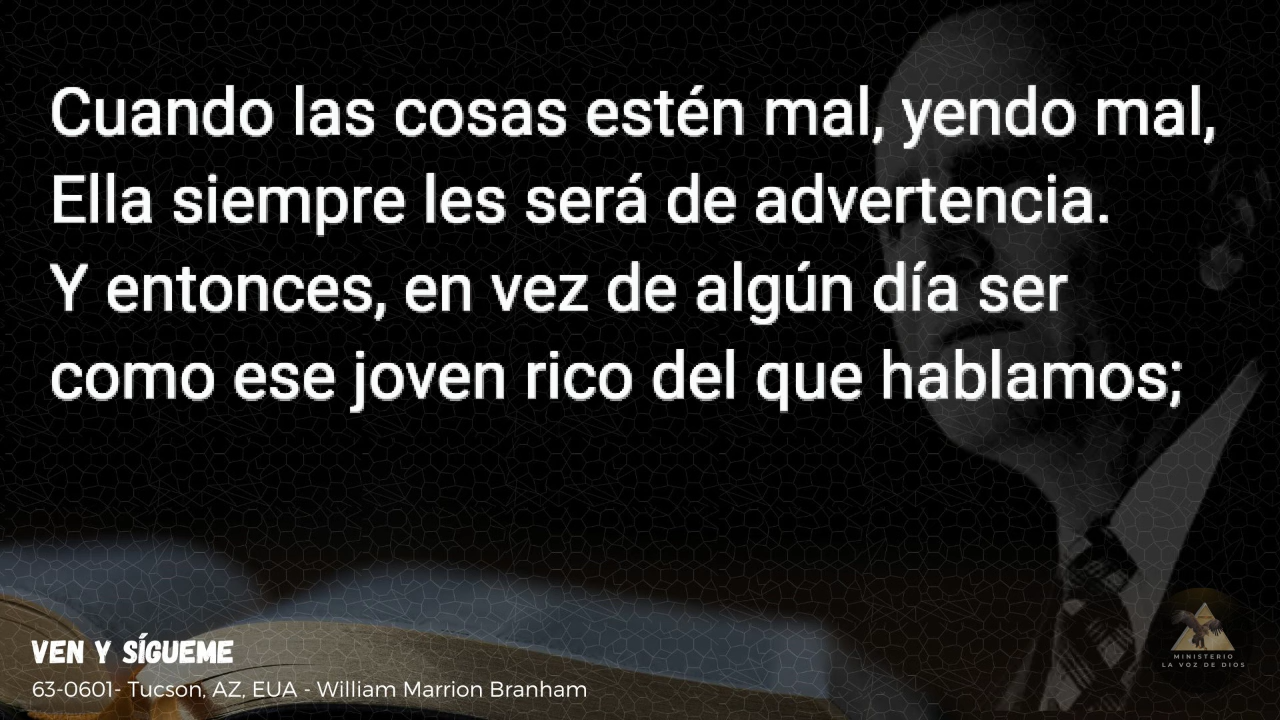 Cuando las cosas estén mal, yendo mal,
Ella siempre les será de advertencia.
Y entonces, en vez de algún día ser
como ese joven rico del que hablamos;
VEN Y SÍGUEME
63-0601- Tucson, AZ, EUA - William Marrion Branham
MINISTERIO
LA VOZ DE DIOS